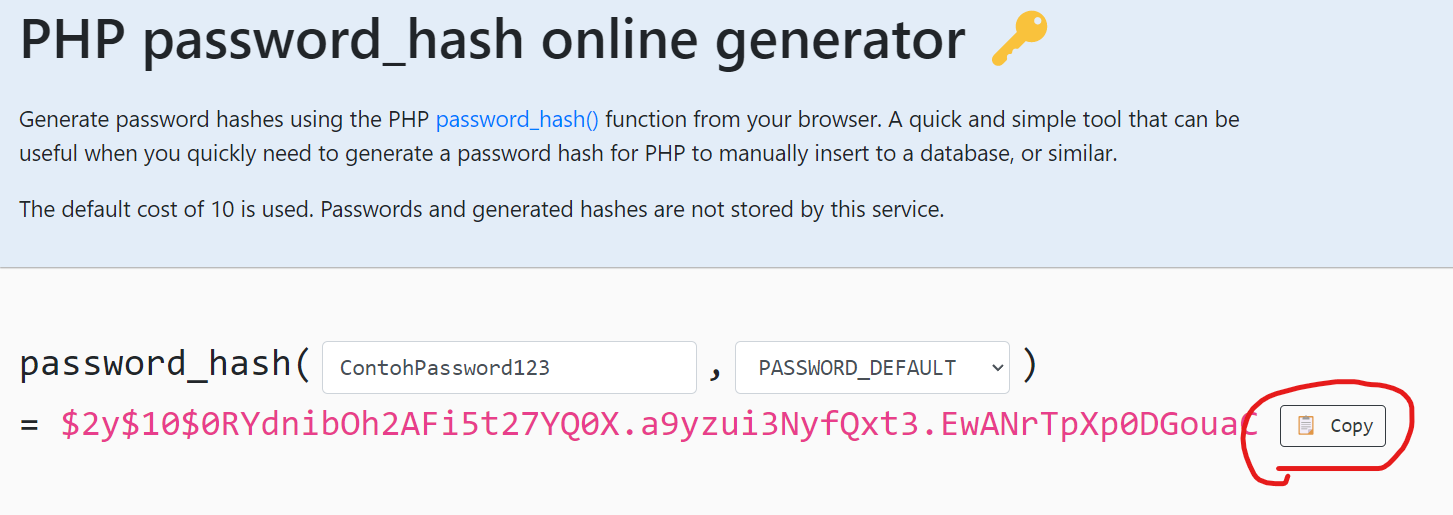 PHP password_hash online generator
Generate password hashes using the PHP password_hash() function from your browser. A quick and simple tool that can be
useful when you quickly need to generate a password hash for PHP to manually insert to a database, or similar.
The default cost of 10 is used. Passwords and generated hashes are not stored by this service.
password_hash( ContohPassword123 , PASSWORD_DEFAULT )
= $2y$10$0RYdnibOh2AFi5t27YQ0X.a9yzui3NyfQxt3.EwANrTpXp0DGouaC Copy